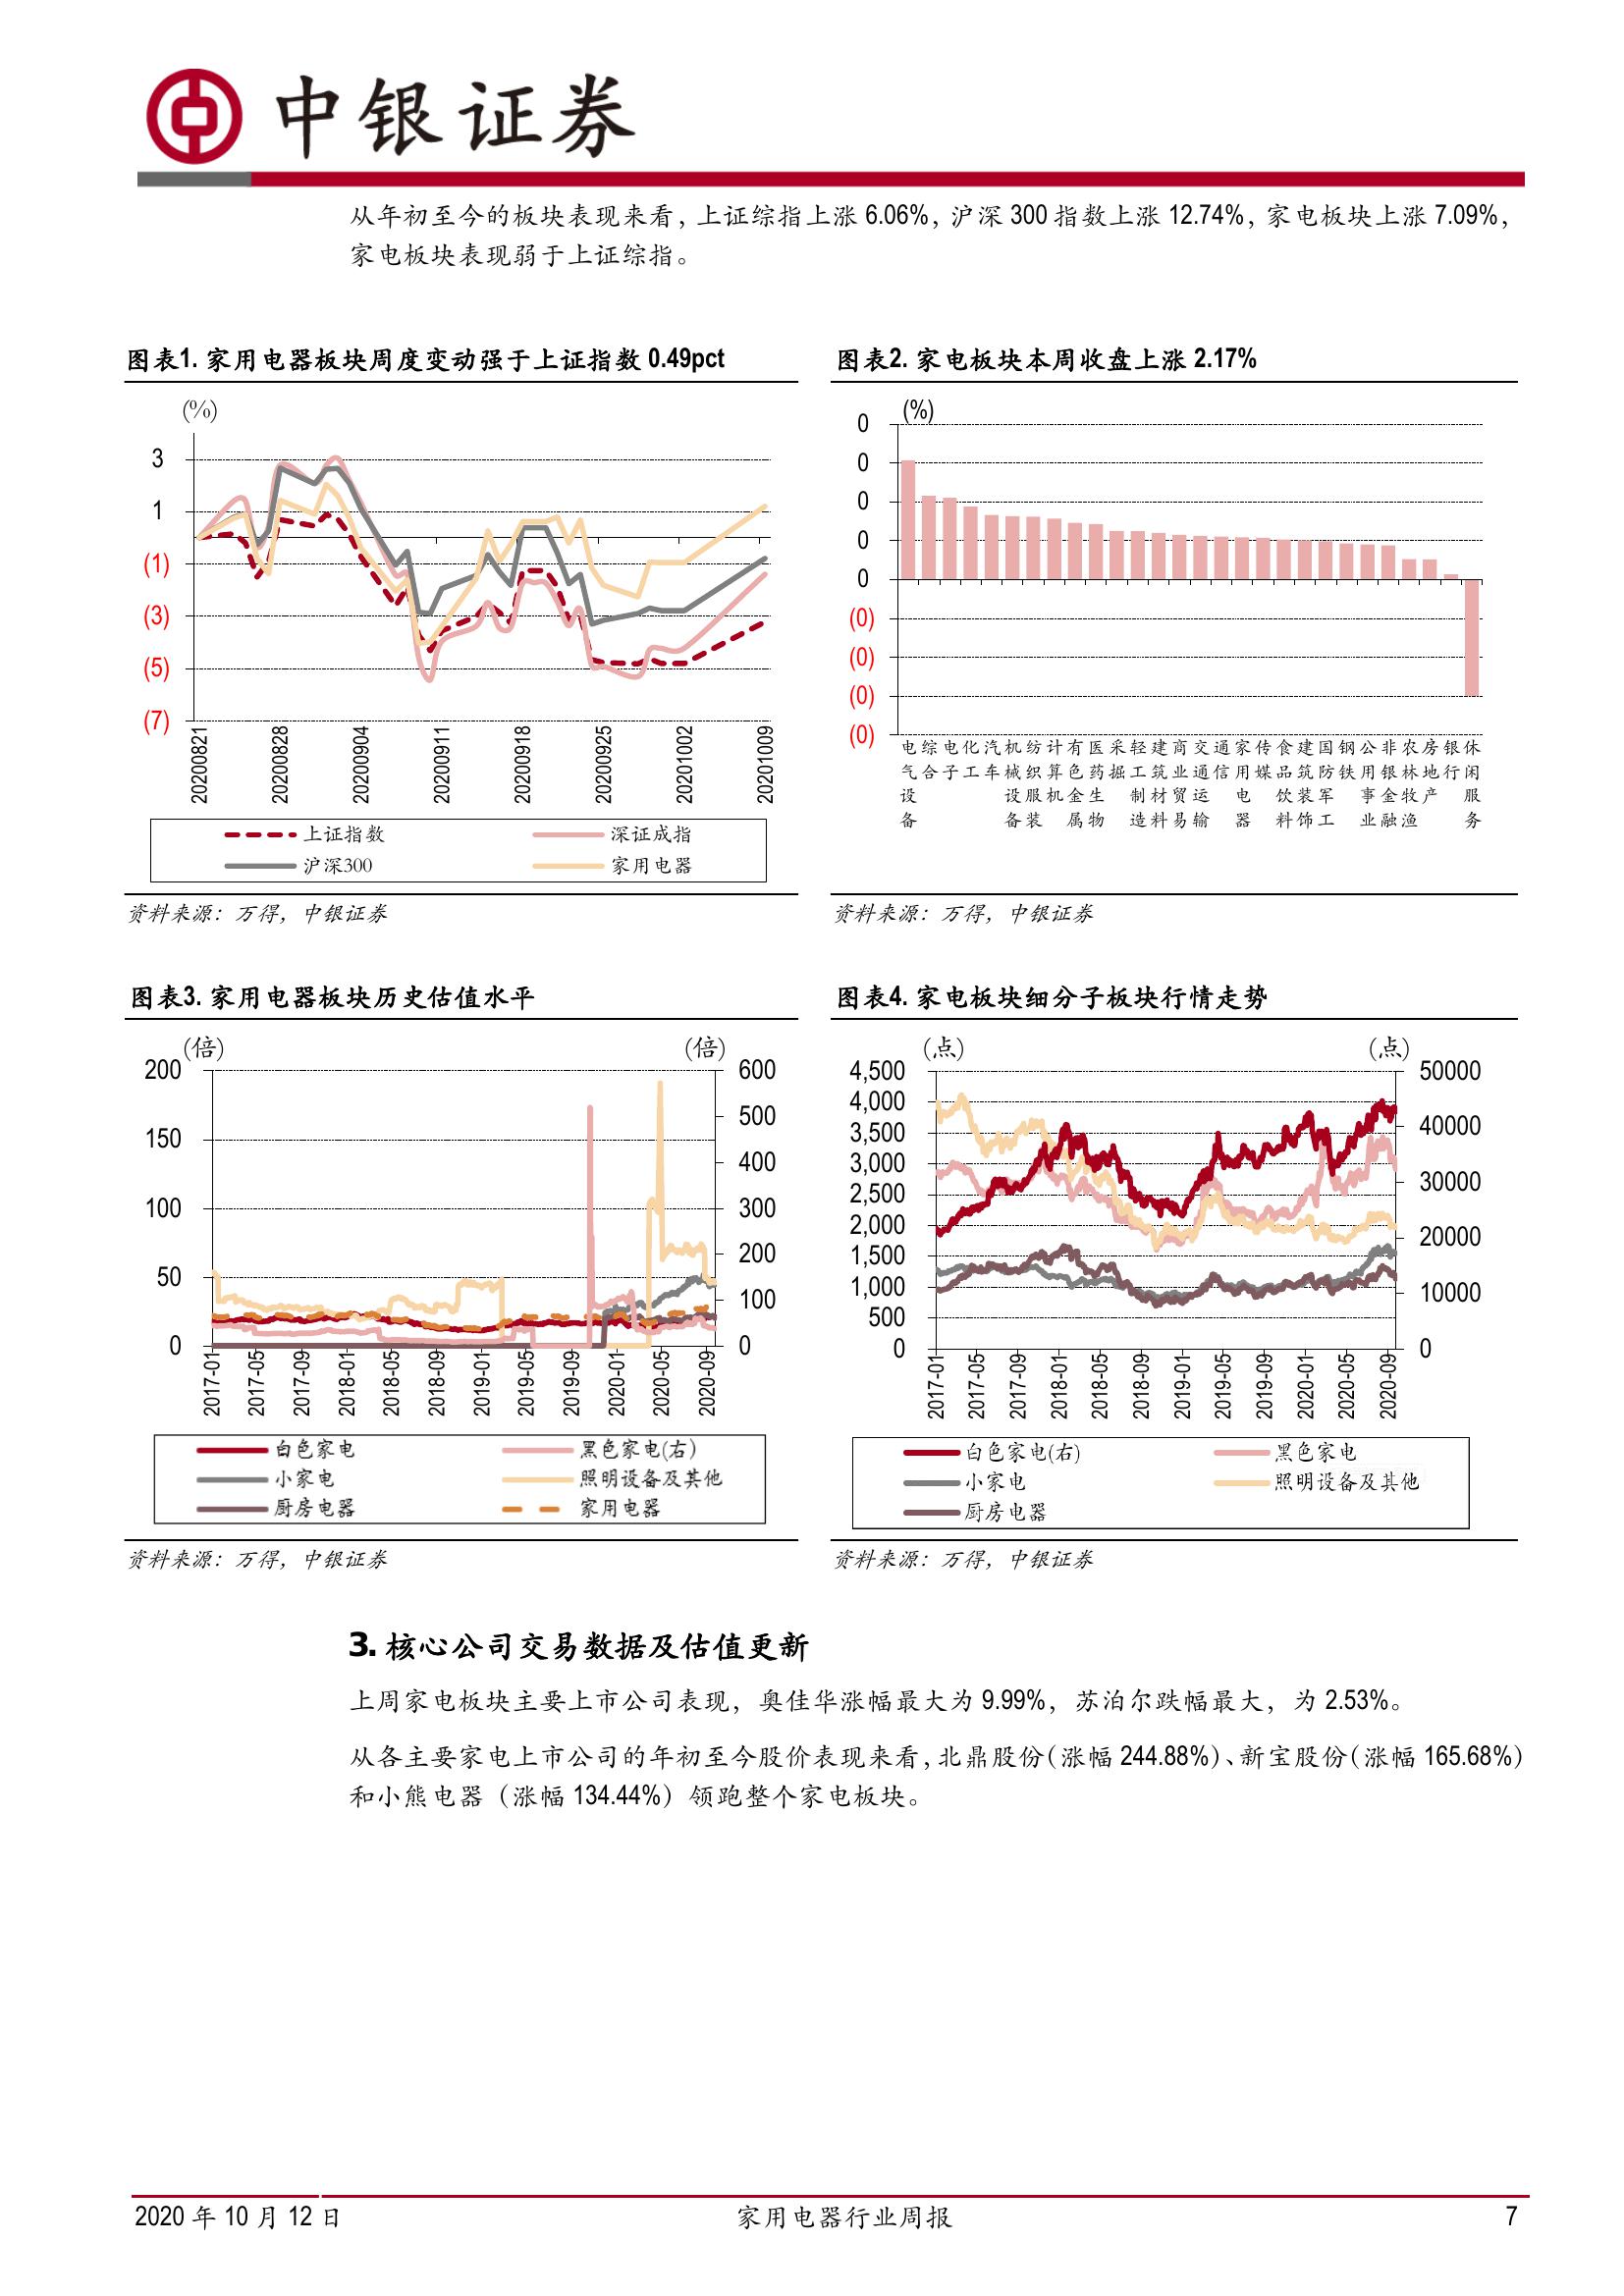 中银证券
从年初至今的板块表现来看，上证综指上涨 6.06%，沪深 300 指数上涨 12.74%，家电板块上涨 7.09%，
家电板块表现弱于上证综指。
图表1. 家用电器板块周度变动强于上证指数 0.49pct
(%)
3
1
(1)
(3)
(5)
(7)
20200821
20200828
20200904
20200911
20200918
20200925
20201002
20201009
上证指数
深证成指
沪深300
家用电器
资料来源：万得，中银证券
图表2. 家电板块本周收盘上涨 2.17%
(%)
0
0
0
0
0
(0)
(0)
(0)
(0)
电气设备
综合
电子
化工
汽车
机械设备
纺织服装
计算机
有色金属
医药生物
采掘
轻工制造
建筑材料
商业贸易
交通运输
通信
家用电器
传媒
食品饮料
建筑装饰
国防军工
钢铁
公用事业
非银金融
农林牧渔
房地产
银行
休闲服务
资料来源：万得，中银证券
图表3. 家用电器板块历史估值水平
(倍)
(倍)
200
150
100
50
0
600
500
400
300
200
100
0
2017-01
2017-05
2017-09
2018-01
2018-05
2018-09
2019-01
2019-05
2019-09
2020-01
2020-05
2020-09
白色家电
黑色家电(右)
小家电
照明设备及其他
厨房电器
家用电器
资料来源：万得，中银证券
图表4. 家电板块细分子板块行情走势
(点)
(点)
4,500
4,000
3,500
3,000
2,500
2,000
1,500
1,000
500
0
50000
40000
30000
20000
10000
0
2017-01
2017-05
2017-09
2018-01
2018-05
2018-09
2019-01
2019-05
2019-09
2020-01
2020-05
2020-09
白色家电(右)
黑色家电
小家电
照明设备及其他
厨房电器
资料来源：万得，中银证券
3. 核心公司交易数据及估值更新
上周家电板块主要上市公司表现，奥佳华涨幅最大为 9.99%，苏泊尔跌幅最大，为 2.53%。
从各主要家电上市公司的年初至今股价表现来看，北鼎股份（涨幅 244.88%）、新宝股份（涨幅 165.68%）
和小熊电器（涨幅 134.44%）领跑整个家电板块。
2020 年 10 月 12 日
家用电器行业周报
7